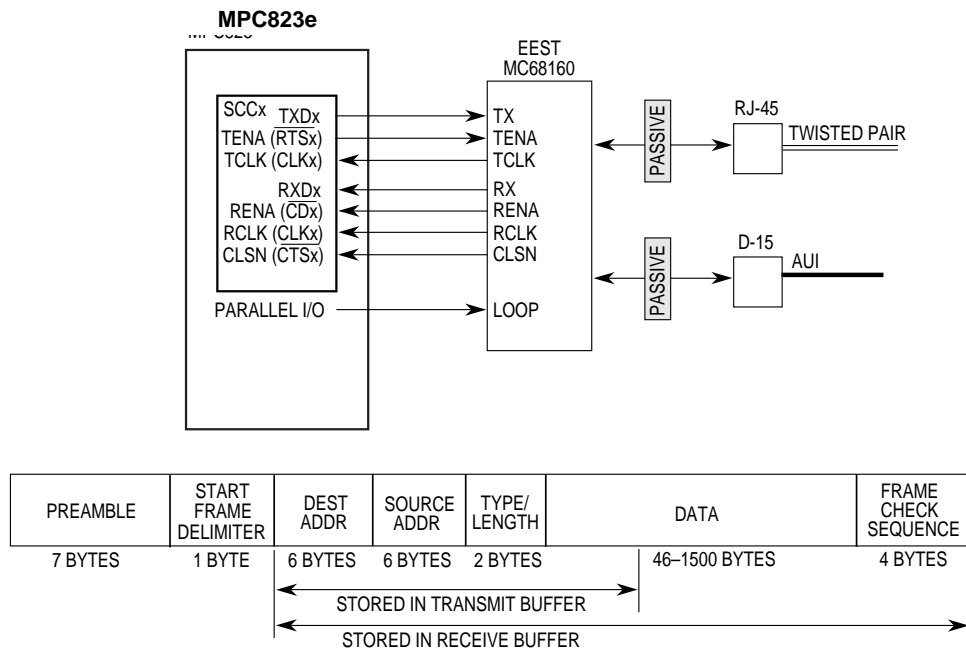 MPC823e
EEST
MC68160
SCCx TXDx
TENA (RTSx)
TCLK (CLKx)
RXDx
RENA (CDx)
RCLK (CLKx)
CLSN (CTSx)
PARALLEL I/O
TX
TENA
TCLK
RX
RENA
RCLK
CLSN
LOOP
PASSIVE
RJ-45
TWISTED PAIR
PASSIVE
D-15
AUI
PREAMBLE
START
FRAME
DELIMITER
DEST
ADDR
SOURCE
ADDR
TYPE/
LENGTH
DATA
FRAME
CHECK
SEQUENCE
7 BYTES 1 BYTE 6 BYTES 6 BYTES 2 BYTES 46–1500 BYTES 4 BYTES
STORED IN TRANSMIT BUFFER
STORED IN RECEIVE BUFFER